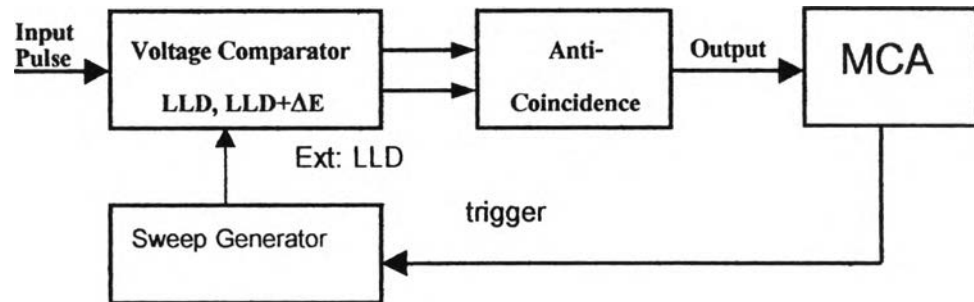 Input
Pulse
Voltage Comparator
LLD, LLD+ΔE
Anti-
Coincidence
Output
MCA
Ext: LLD
trigger
Sweep Generator